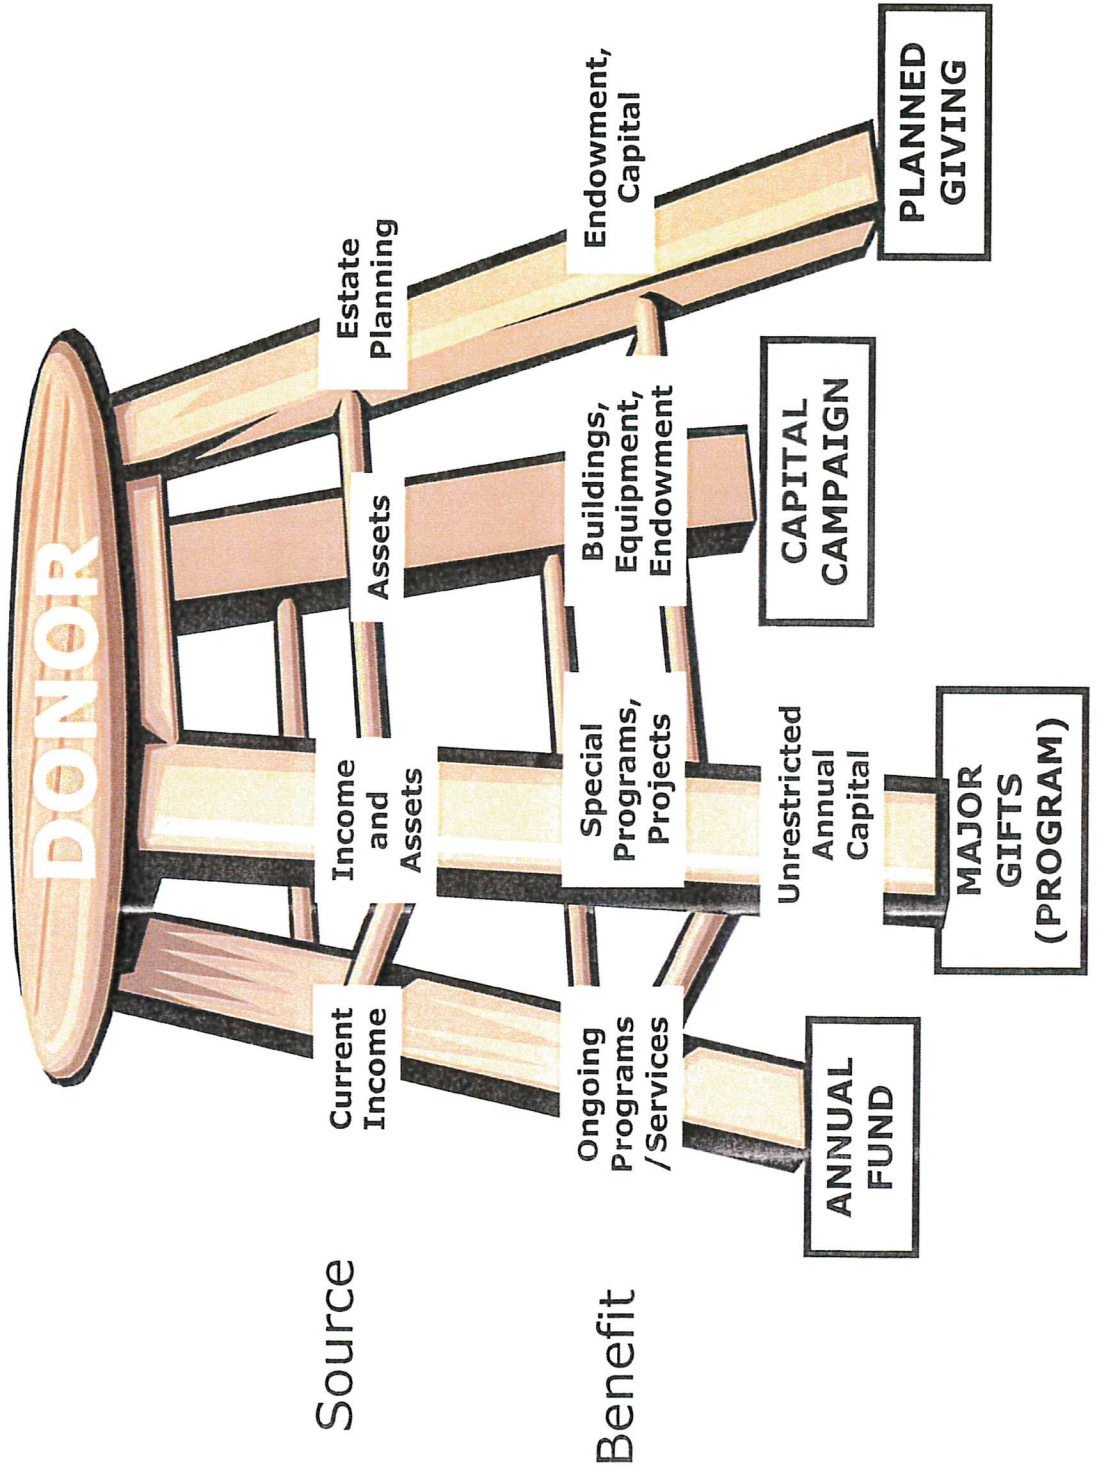 DONOR
Source
Current
Income
Income
and
Assets
Assets
Estate
Planning
Benefit
Ongoing
Programs
/Services
Special
Programs,
Projects
Buildings,
Equipment,
Endowment
Endowment,
Capital
Unrestricted
Annual
Capital
ANNUAL
FUND
MAJOR
GIFTS
(PROGRAM)
CAPITAL
CAMPAIGN
PLANNED
GIVING